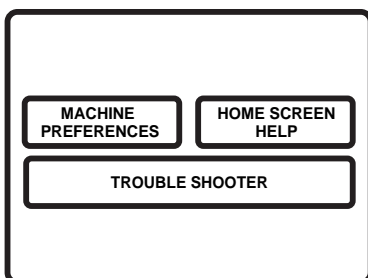 MACHINE
PREFERENCES
HOME SCREEN
HELP
TROUBLE SHOOTER